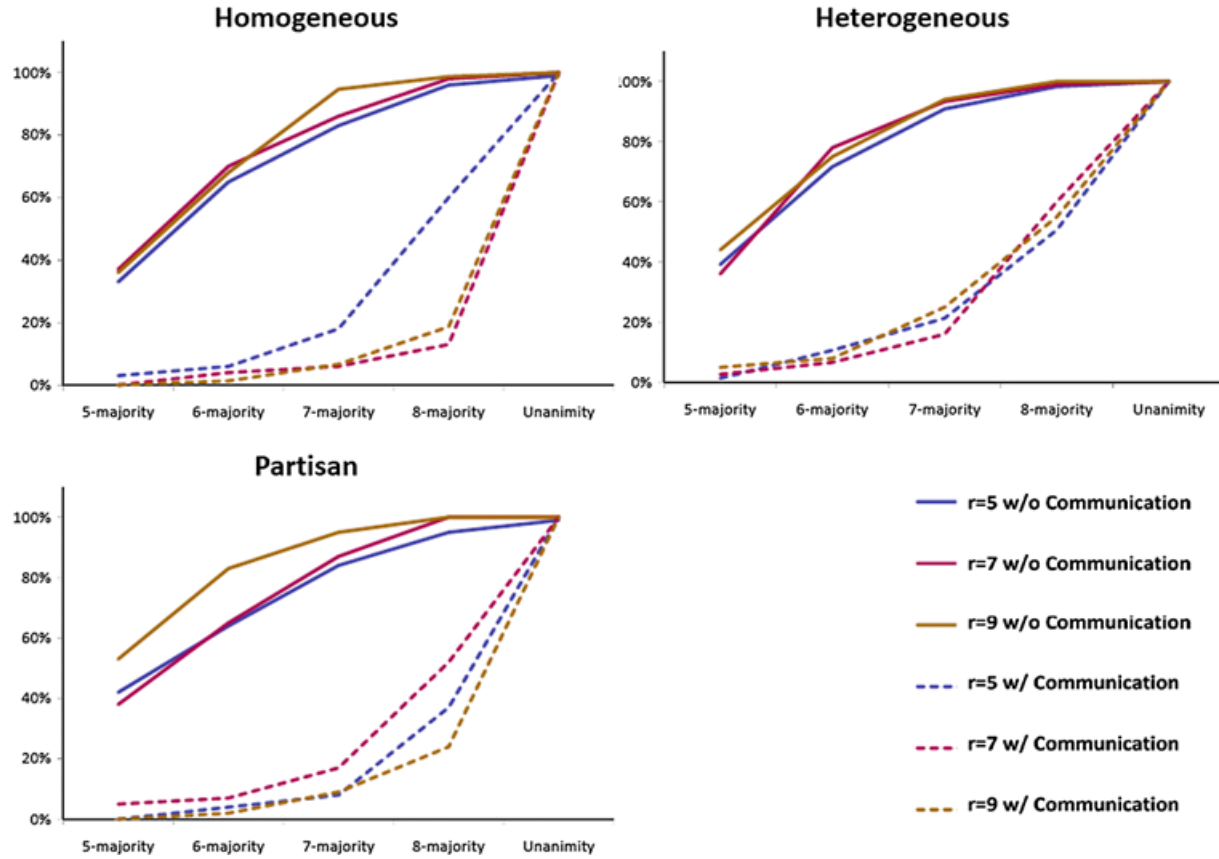 Homogeneous
100%
80%
60%
40%
20%
0%
5-majority 6-majority 7-majority 8-majority Unanimity
Heterogeneous
100%
80%
60%
40%
20%
0%
5-majority 6-majority 7-majority 8-majority Unanimity
Partisan
100%
80%
60%
40%
20%
0%
5-majority 6-majority 7-majority 8-majority Unanimity
r=5 w/o Communication
r=7 w/o Communication
r=9 w/o Communication
r=5 w/ Communication
r=7 w/ Communication
r=9 w/ Communication